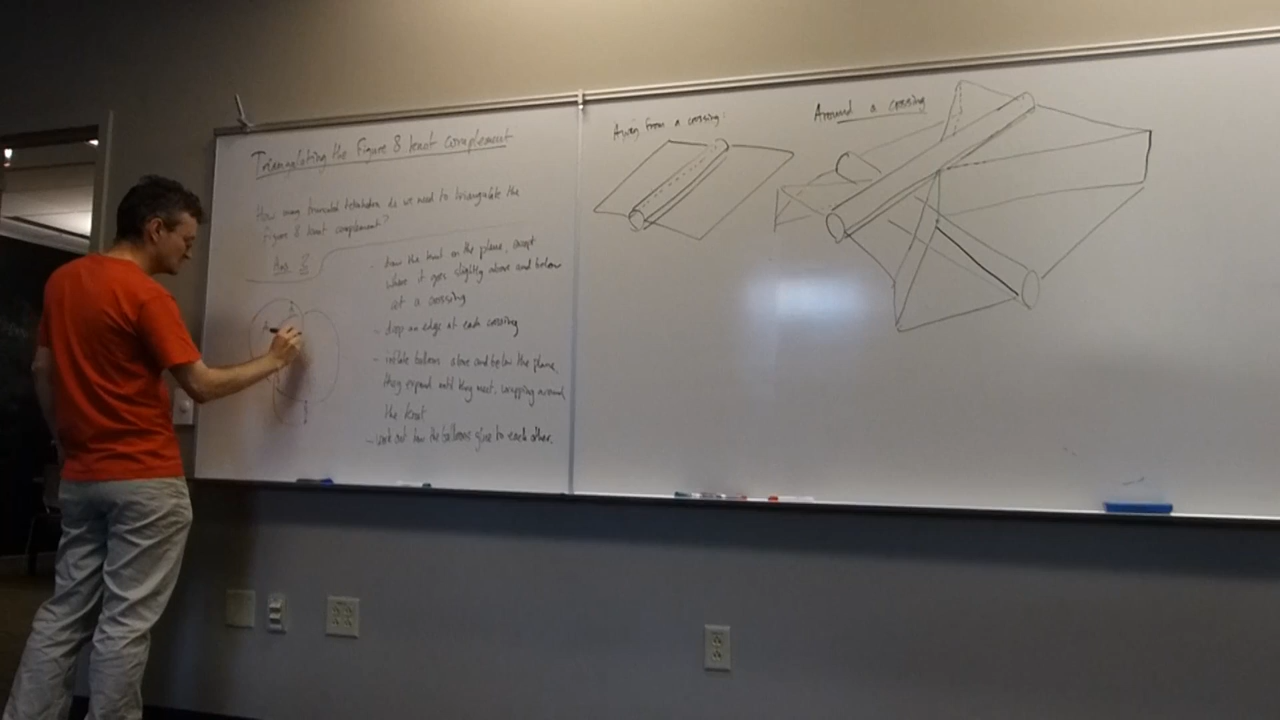 Triangulating the Figure 8 knot complement
How many truncated tetrahedra do we need to triangulate the
figure 8 knot complement?
Ans: 2
- draw the knot on the plane, except
where it goes slightly above and below
at a crossing
- drop an edge at each crossing
- inflate balloons above and below the plane,
they expand until they meet, wrapping around
the knot
- work out how the balloons glue to each other.
Away from a crossing:
Around a crossing